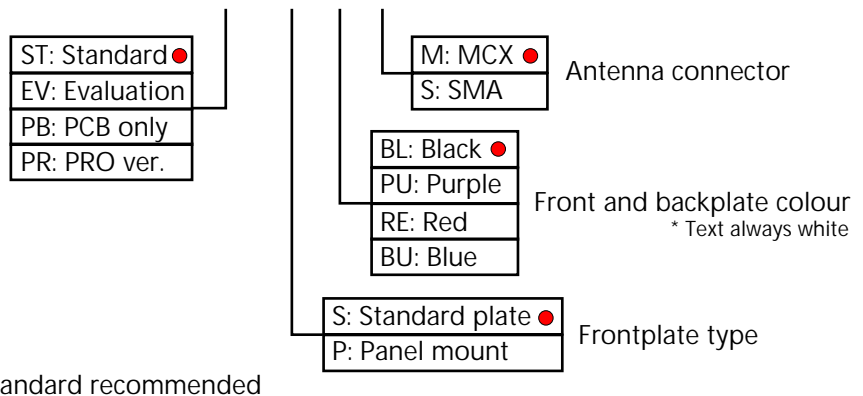 ST: Standard
EV: Evaluation
PB: PCB only
PR: PRO ver.
M: MCX
S: SMA
Antenna connector
BL: Black
PU: Purple
RE: Red
BU: Blue
Front and backplate colour
* Text always white
S: Standard plate
P: Panel mount
Frontplate type
andard recommended